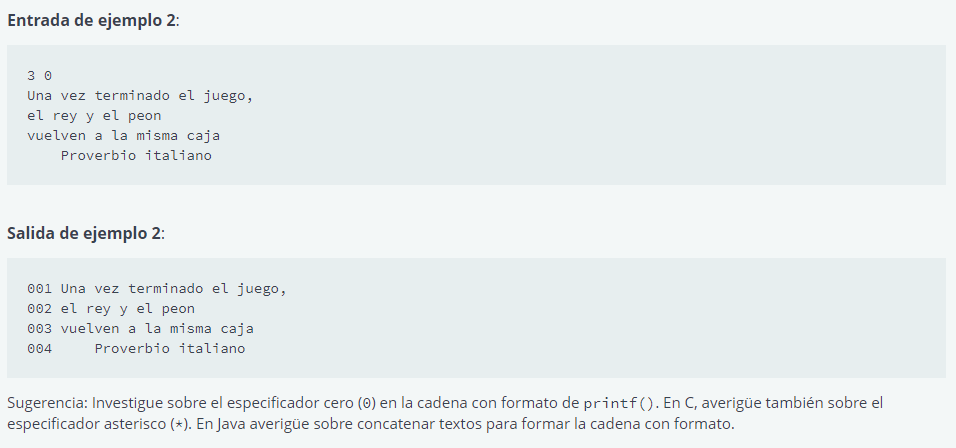 Entrada de ejemplo 2:
3 0
Una vez terminado el juego,
el rey y el peon
vuelven a la misma caja
    Proverbio italiano
Salida de ejemplo 2:
001 Una vez terminado el juego,
002 el rey y el peon
003 vuelven a la misma caja
004     Proverbio italiano
Sugerencia: Investigue sobre el especificador cero (0) en la cadena con formato de printf(). En C, averigüe también sobre el
especificador asterisco (*). En Java averigüe sobre concatenar textos para formar la cadena con formato.